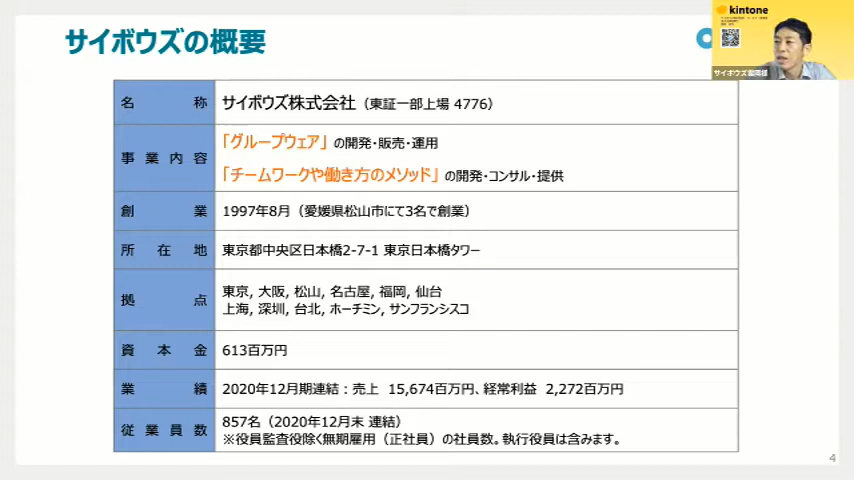 サイボウズの概要
kintone
サイボウズ
名 称 サイボウズ株式会社（東証一部上場 4776）
事業内容 「グループウェア」の開発・販売・運用
「チームワークや働き方のメソッド」の開発・コンサル・提供
創 業 1997年8月（愛媛県松山市にて3名で創業）
所在地 東京都中央区日本橋2-7-1 東京日本橋タワー
拠 点 東京, 大阪, 松山, 名古屋, 福岡, 仙台
上海, 深圳, 台北, ホーチミン, サンフランシスコ
資本金 613百万円
業 績 2020年12月期連結：売上 15,674百万円、経常利益 2,272百万円
従業員数 857名（2020年12月末 連結）
※役員監査役除く無期雇用（正社員）の社員数。執行役員は含みます。
4